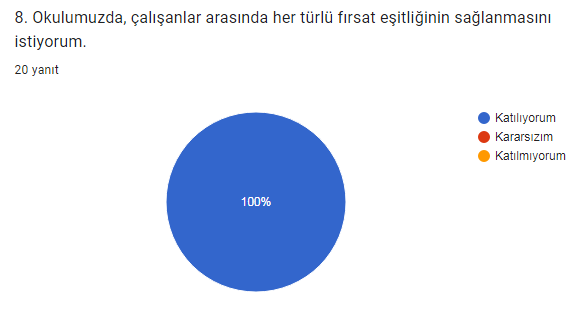 8. Okulumuzda, çalışanlar arasında her türlü fırsat eşitliğinin sağlanmasını
istiyorum.
20 yanıt
Katılıyorum
Kararsızım
Katılmıyorum
100%